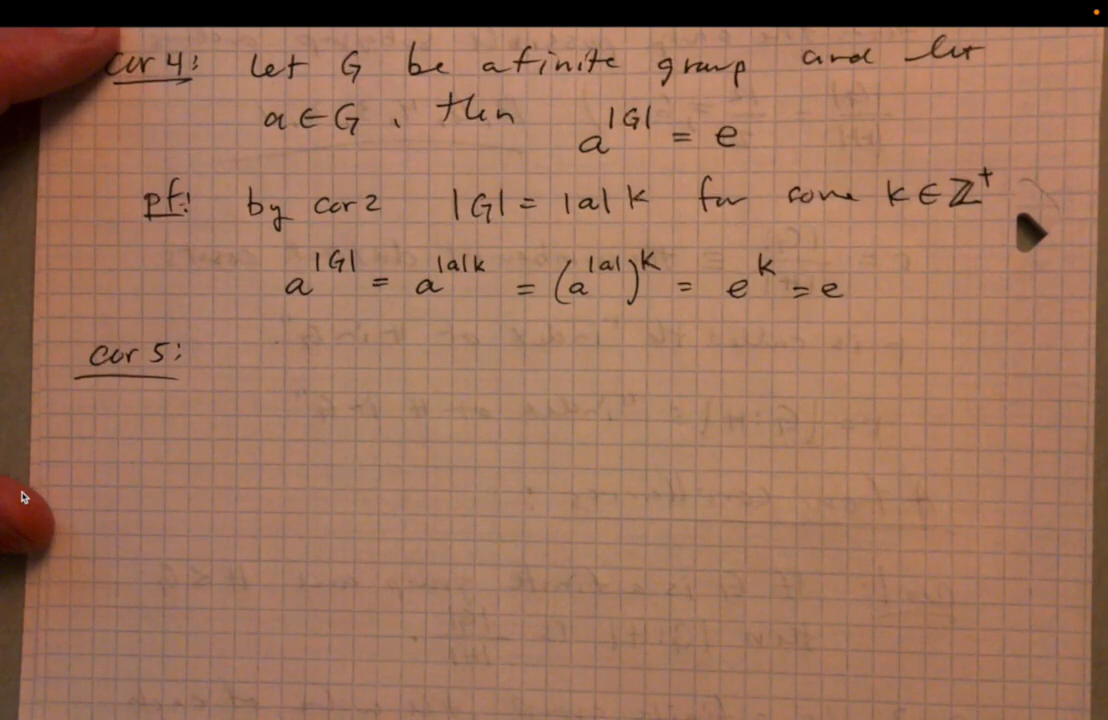 cor 4: Let G be a finite group and let
a ∈ G, then a^|G| = e
pf: by cor 2 |G| = |a| k for some k ∈ ℤ⁺
a^|G| = a^|a|k = (a^|a|)^k = e^k = e
cor 5: